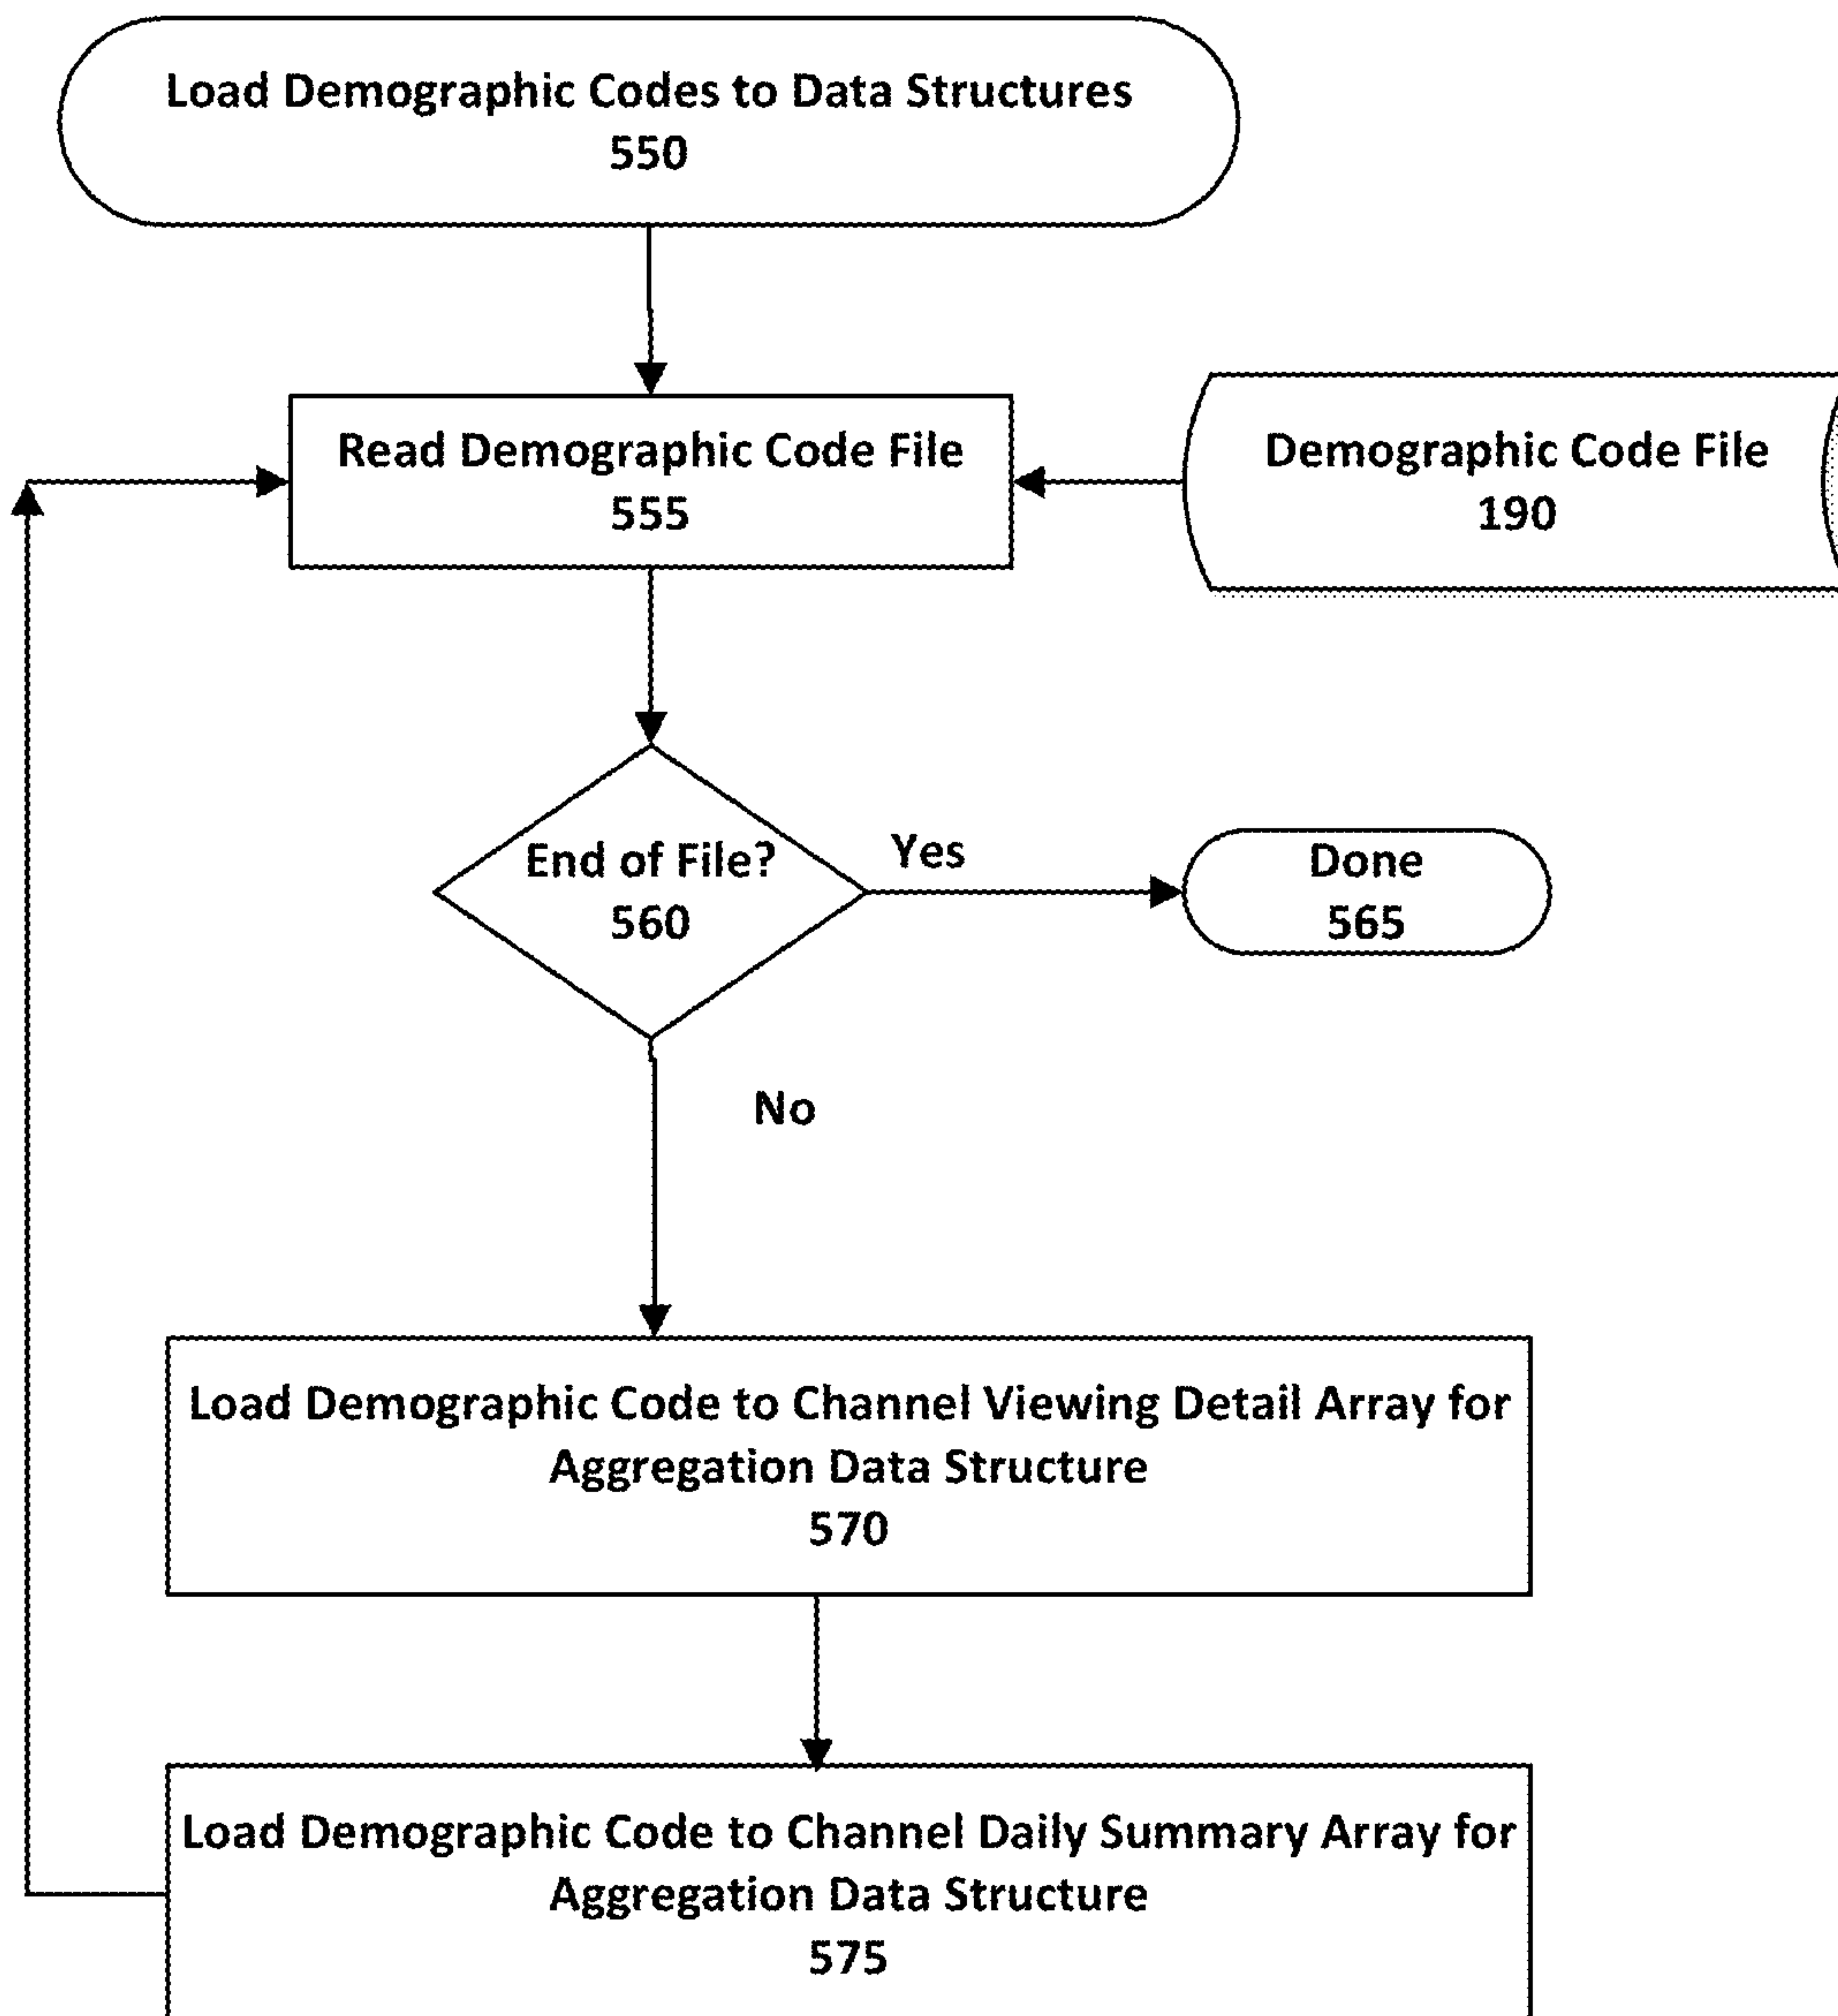 Load Demographic Codes to Data Structures
550
Read Demographic Code File
555
Demographic Code File
190
End of File?
560
Yes
Done
565
No
Load Demographic Code to Channel Viewing Detail Array for
Aggregation Data Structure
570
Load Demographic Code to Channel Daily Summary Array for
Aggregation Data Structure
575